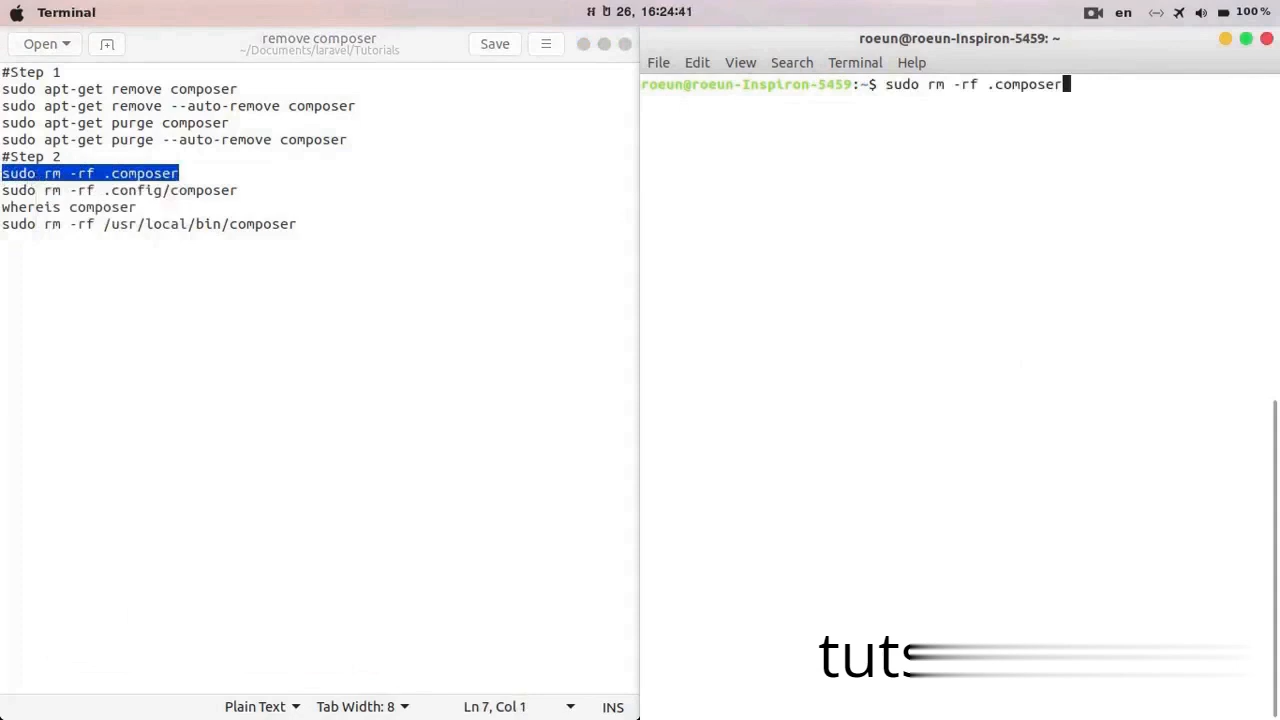 Terminal
 អ ប 26, 16:24:41
en
100 %
Open
remove composer
~/Documents/laravel/Tutorials
Save
#Step 1
sudo apt-get remove composer
sudo apt-get remove --auto-remove composer
sudo apt-get purge composer
sudo apt-get purge --auto-remove composer
#Step 2
sudo rm -rf .composer
sudo rm -rf .config/composer
whereis composer
sudo rm -rf /usr/local/bin/composer
Plain Text
Tab Width: 8
Ln 7, Col 1
INS
roeun@roeun-Inspiron-5459: ~
File Edit View Search Terminal Help
roeun@roeun-Inspiron-5459:~$ sudo rm -rf .composer
tuts